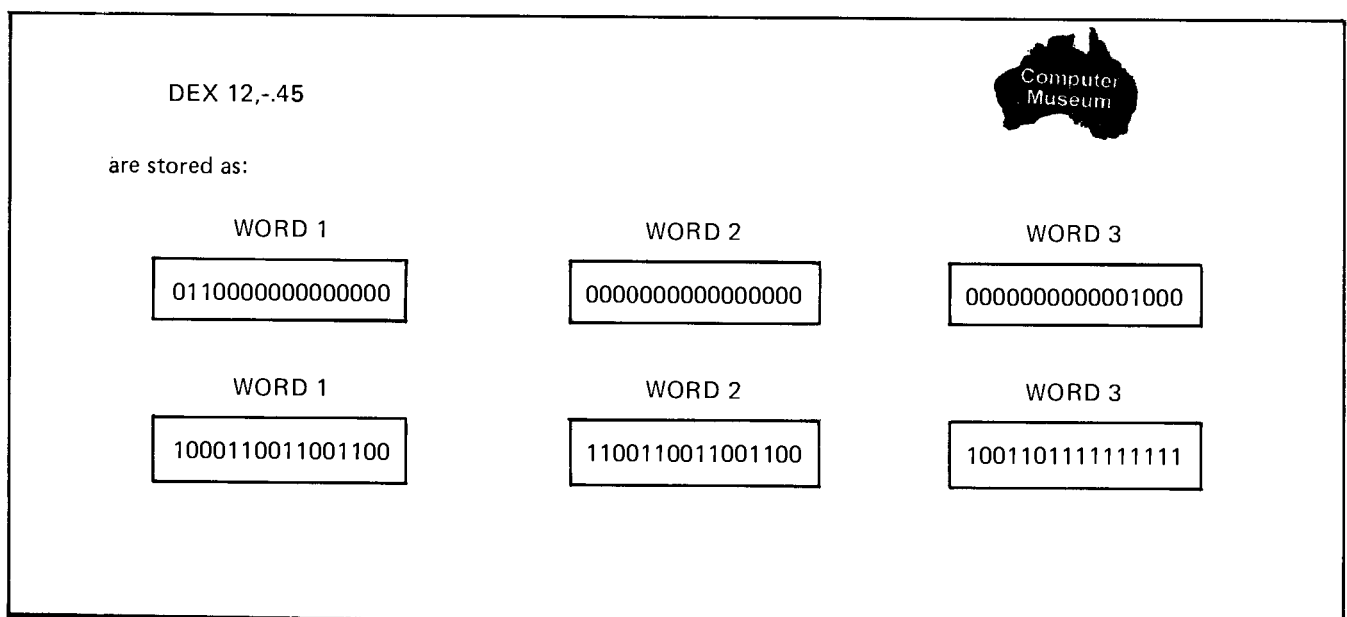 Computer
Museum
DEX 12,-.45
are stored as:
WORD 1 WORD 2 WORD 3
0110000000000000 0000000000000000 0000000000001000
WORD 1 WORD 2 WORD 3
1000110011001100 1100110011001100 1001101111111111